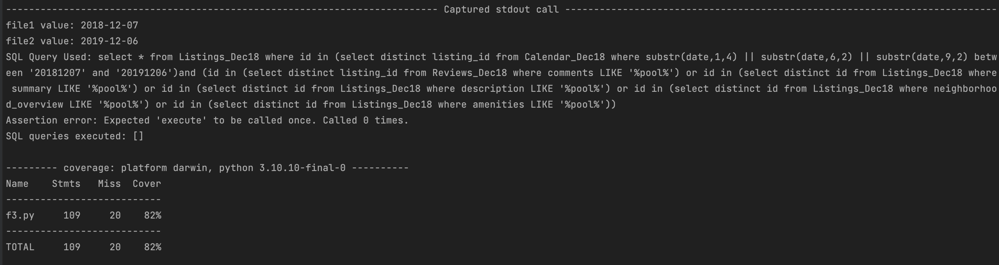 --------------------------------------------------------------------------- Captured stdout call ---------------------------------------------------------------------------
file1 value: 2018-12-07
file2 value: 2019-12-06
SQL Query Used: select * from Listings_Dec18 where id in (select distinct listing_id from Calendar_Dec18 where substr(date,1,4) || substr(date,6,2) || substr(date,9,2) betw
een '20181207' and '20191206')and (id in (select distinct listing_id from Reviews_Dec18 where comments LIKE '%pool%') or id in (select distinct id from Listings_Dec18 where
 summary LIKE '%pool%') or id in (select distinct id from Listings_Dec18 where description LIKE '%pool%') or id in (select distinct id from Listings_Dec18 where neighborhoo
d_overview LIKE '%pool%') or id in (select distinct id from Listings_Dec18 where amenities LIKE '%pool%'))
Assertion error: Expected 'execute' to be called once. Called 0 times.
SQL queries executed: []

--------- coverage: platform darwin, python 3.10.10-final-0 ----------
Name    Stmts   Miss  Cover
---------------------------
f3.py     109     20    82%
---------------------------
TOTAL     109     20    82%